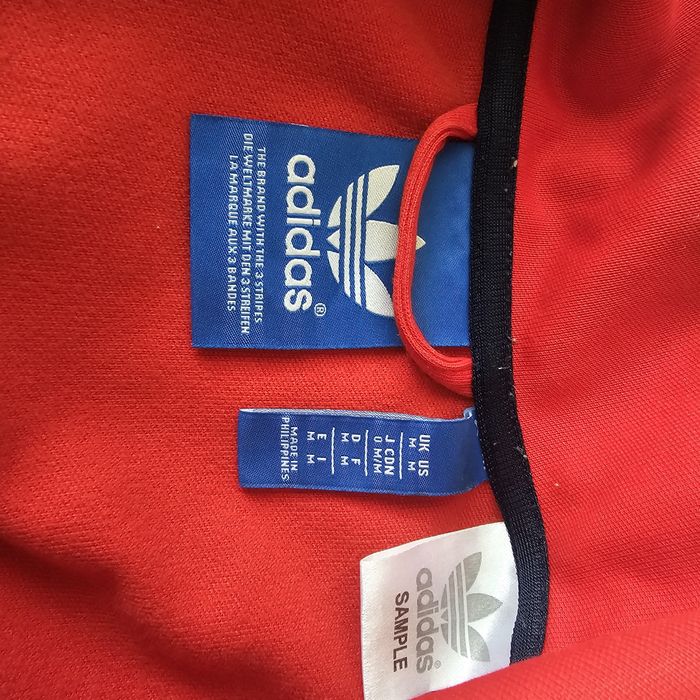 adidas®
THE BRAND WITH THE 3 STRIPES
DIE WELTMARKE MIT DEN 3 STREIFEN
LA MARQUE AUX 3 BANDES
UK US
M M
J CDN
O M/M
D F
M M
E I
M M
MADE IN
PHILIPPINES
adidas
SAMPLE